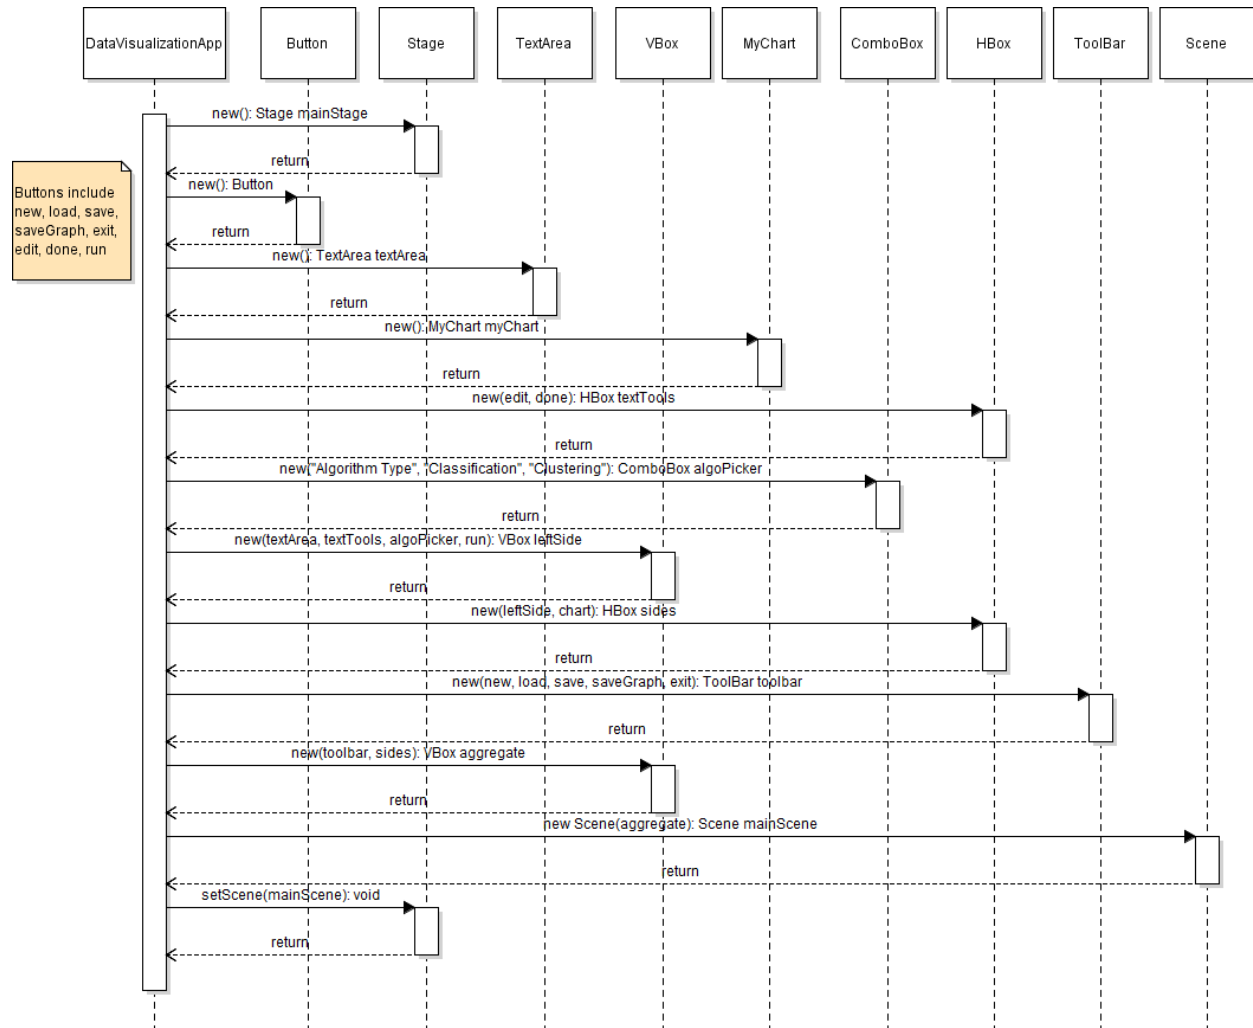 DataVisualizationApp
Button
Stage
TextArea
VBox
MyChart
ComboBox
HBox
ToolBar
Scene
new(): Stage mainStage
return
Buttons include
new, load, save,
saveGraph, exit,
edit, done, run
new(): Button
return
new(): TextArea textArea
return
new(): MyChart myChart
return
new(edit, done): HBox textTools
return
new("Algorithm Type", "Classification", "Clustering"): ComboBox algoPicker
return
new(textArea, textTools, algoPicker, run): VBox leftSide
return
new(leftSide, chart): HBox sides
return
new(new, load, save, saveGraph, exit): ToolBar toolbar
return
new(toolbar, sides): VBox aggregate
return
new Scene(aggregate): Scene mainScene
return
setScene(mainScene): void
return